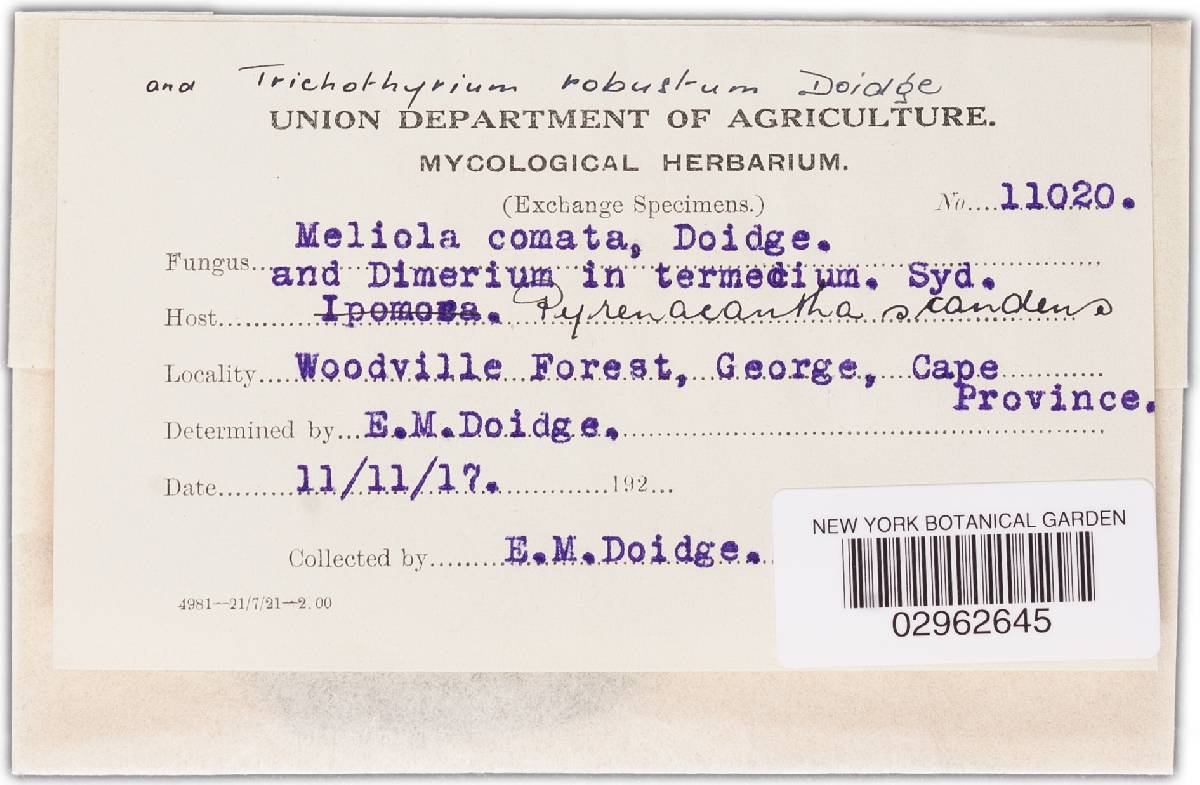 and Trichothyrium robustum Doidge
UNION DEPARTMENT OF AGRICULTURE.
MYCOLOGICAL HERBARIUM.
(Exchange Specimens.) No....11020.
Meliola comata, Doidge.
Fungus..and Dimerium in termedium. Syd.
Host......Ipomoea. Pyrenacantha scandens
Locality....Woodville Forest, George, Cape
Province.
Determined by...E.M.Doidge.
Date.........11/11/17..............192...
Collected by.........E.M.Doidge.
4981—21/7/21—2.00
NEW YORK BOTANICAL GARDEN
02962645